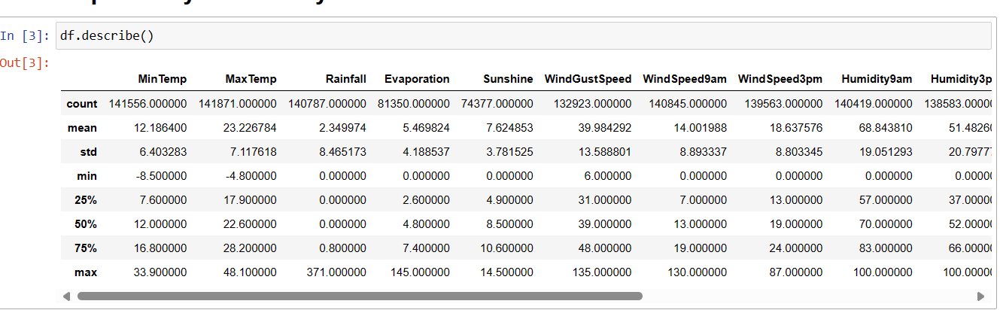 In [3]: df.describe()
Out[3]:
MinTemp MaxTemp Rainfall Evaporation Sunshine WindGustSpeed WindSpeed9am WindSpeed3pm Humidity9am Humidity3p
count 141556.000000 141871.000000 140787.000000 81350.000000 74377.000000 132923.000000 140845.000000 139563.000000 140419.000000 138583.0000
mean 12.186400 23.226784 2.349974 5.469824 7.624853 39.984292 14.001988 18.637576 68.843810 51.4826
std 6.403283 7.117618 8.465173 4.188537 3.781525 13.588801 8.893337 8.803345 19.051293 20.7977
min -8.500000 -4.800000 0.000000 0.000000 0.000000 6.000000 0.000000 0.000000 0.000000 0.0000
25% 7.600000 17.900000 0.000000 2.600000 4.900000 31.000000 7.000000 13.000000 57.000000 37.0000
50% 12.000000 22.600000 0.000000 4.800000 8.500000 39.000000 13.000000 19.000000 70.000000 52.0000
75% 16.800000 28.200000 0.800000 7.400000 10.600000 48.000000 19.000000 24.000000 83.000000 66.0000
max 33.900000 48.100000 371.000000 145.000000 14.500000 135.000000 130.000000 87.000000 100.000000 100.0000